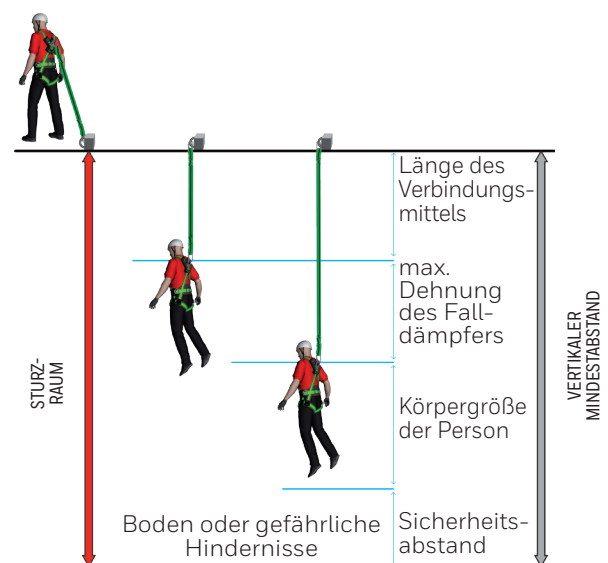 Länge des
Verbindungs-
mittels
max.
Dehnung
des Fall-
dämpfers
STURZ-
RAUM
VERTIKALER
MINDESTABSTAND
Körpergröße
der Person
Boden oder gefährliche
Hindernisse
Sicherheits-
abstand